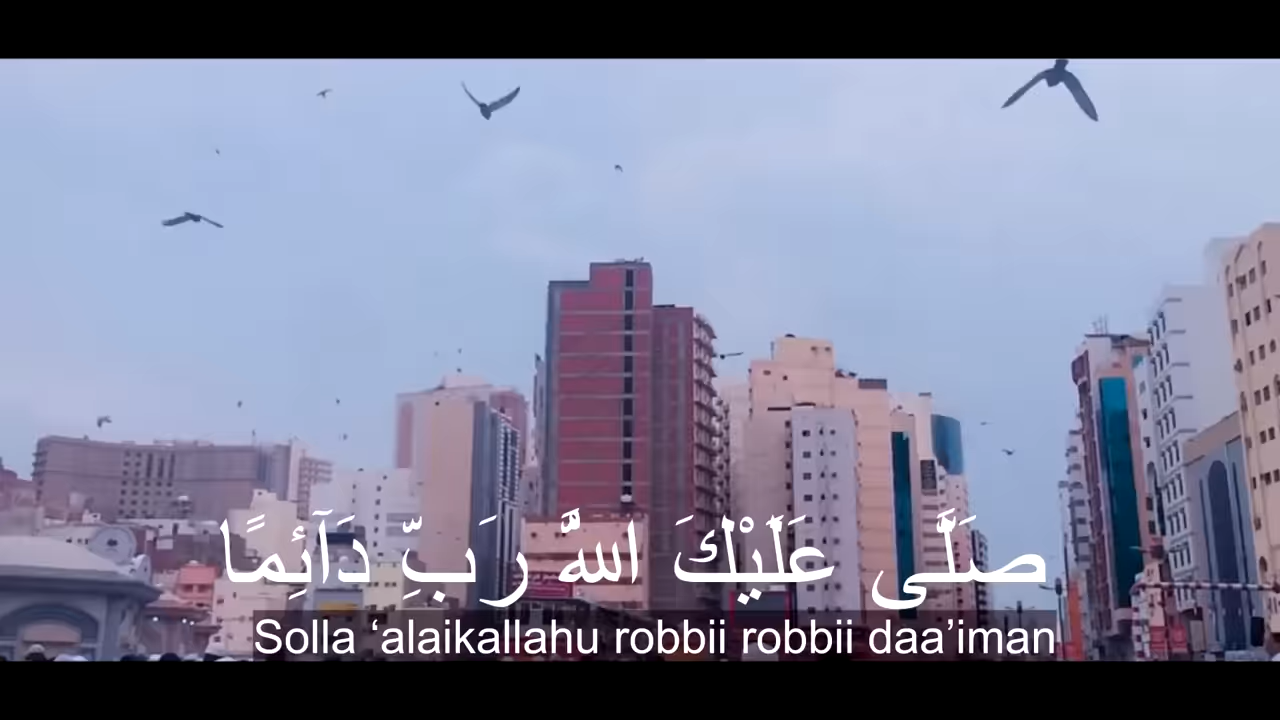 صَلَّى عَلَيْكَ اللهُ رَ بِّ دَآئِمًا
Solla ‘alaikallahu robbii robbii daa’iman